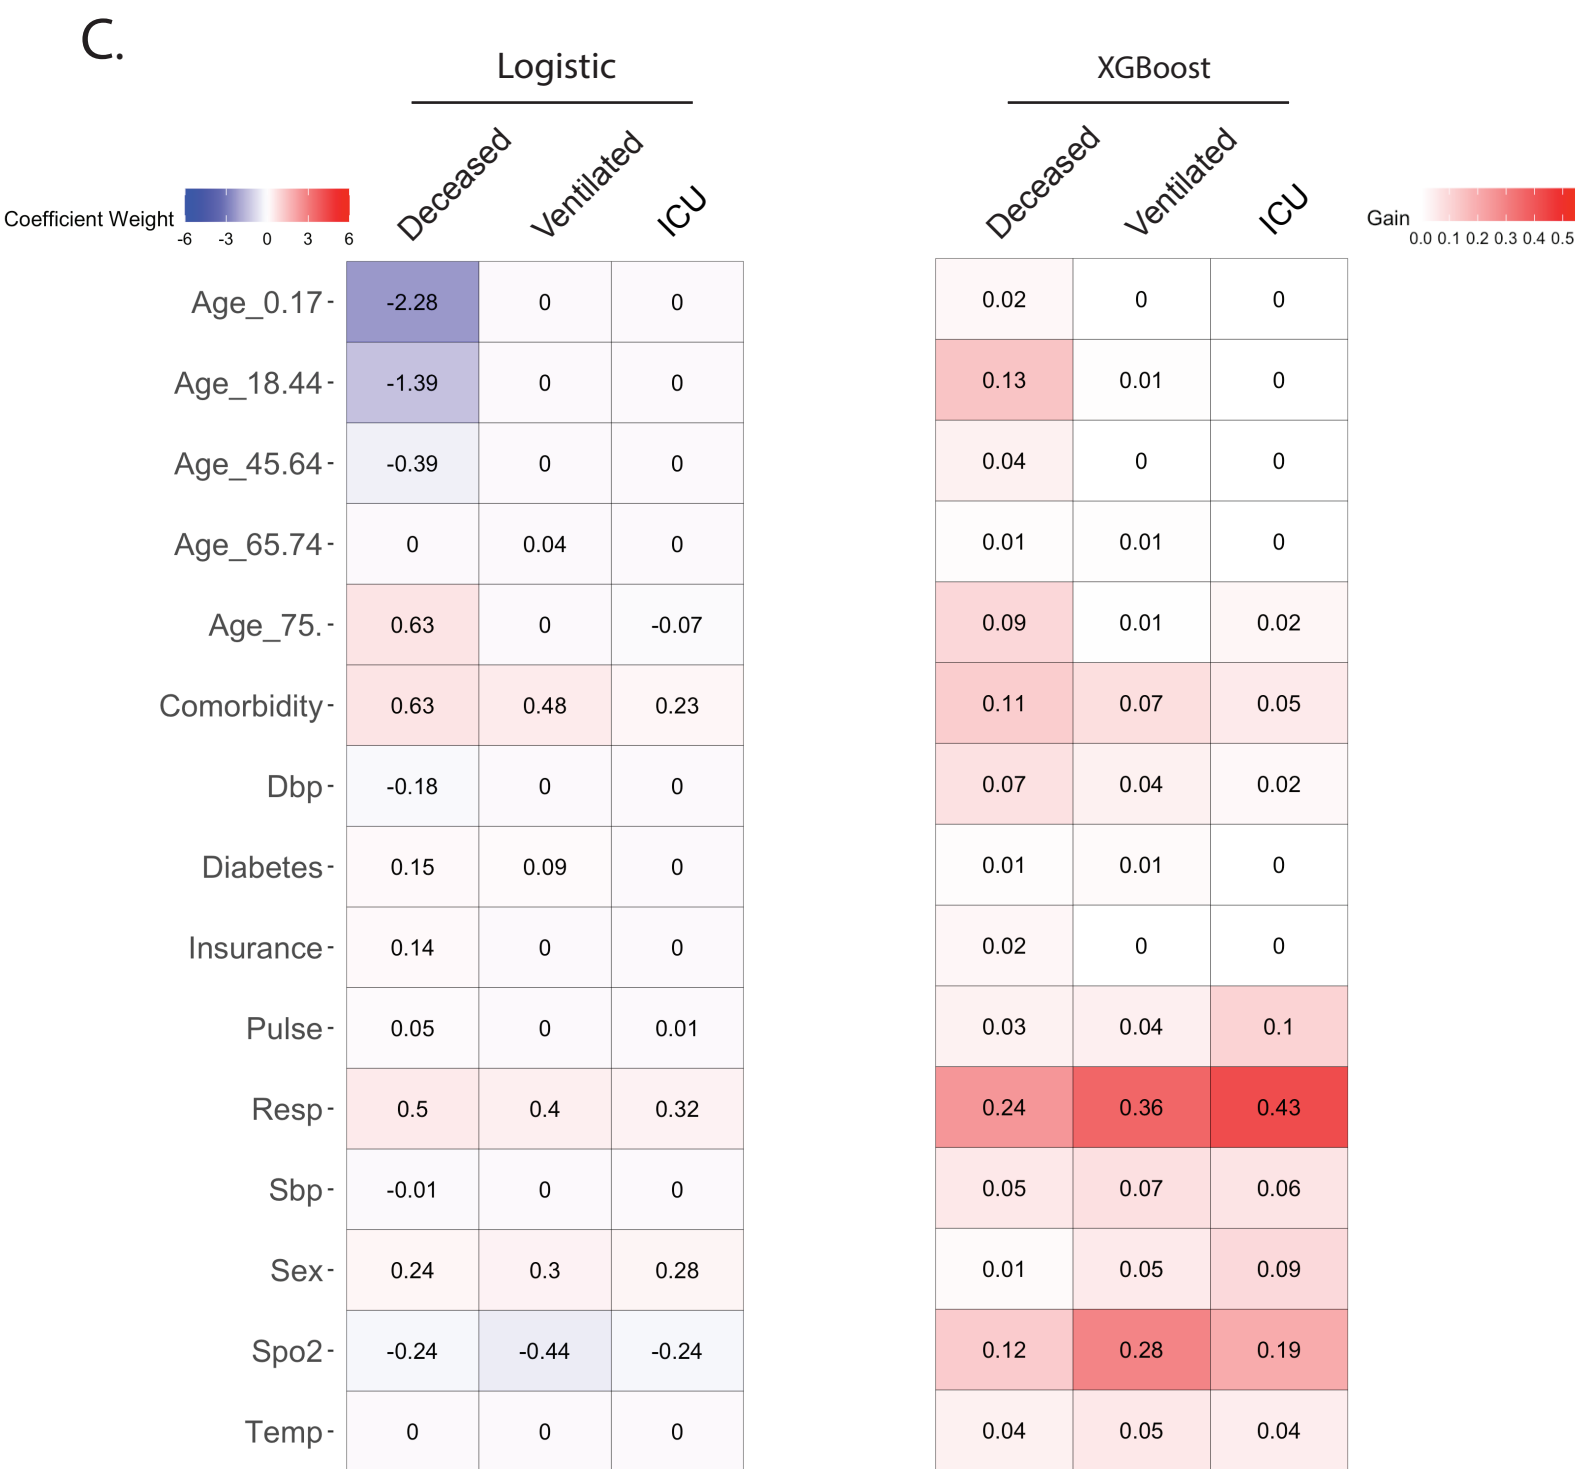 C.
Logistic XGBoost
Deceased Ventilated ICU Deceased Ventilated ICU
Coefficient Weight
-6 -3 0 3 6
Gain
0.0 0.1 0.2 0.3 0.4 0.5
Age_0.17 -2.28 0 0 0.02 0 0
Age_18.44 -1.39 0 0 0.13 0.01 0
Age_45.64 -0.39 0 0 0.04 0 0
Age_65.74 0 0.04 0 0.01 0.01 0
Age_75. 0.63 0 -0.07 0.09 0.01 0.02
Comorbidity 0.63 0.48 0.23 0.11 0.07 0.05
Dbp -0.18 0 0 0.07 0.04 0.02
Diabetes 0.15 0.09 0 0.01 0.01 0
Insurance 0.14 0 0 0.02 0 0
Pulse 0.05 0 0.01 0.03 0.04 0.1
Resp 0.5 0.4 0.32 0.24 0.36 0.43
Sbp -0.01 0 0 0.05 0.07 0.06
Sex 0.24 0.3 0.28 0.01 0.05 0.09
Spo2 -0.24 -0.44 -0.24 0.12 0.28 0.19
Temp 0 0 0 0.04 0.05 0.04